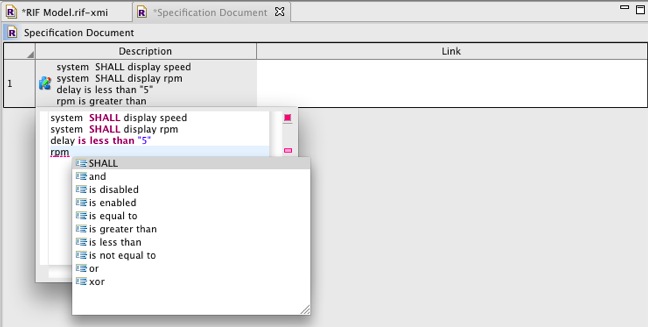 *RIF Model.rif-xmi
*Specification Document
Specification Document
Description
Link
1
system  SHALL display speed
system  SHALL display rpm
delay is less than "5"
rpm is greater than
system  SHALL display speed
system  SHALL display rpm
delay is less than "5"
rpm
SHALL
and
is disabled
is enabled
is equal to
is greater than
is less than
is not equal to
or
xor